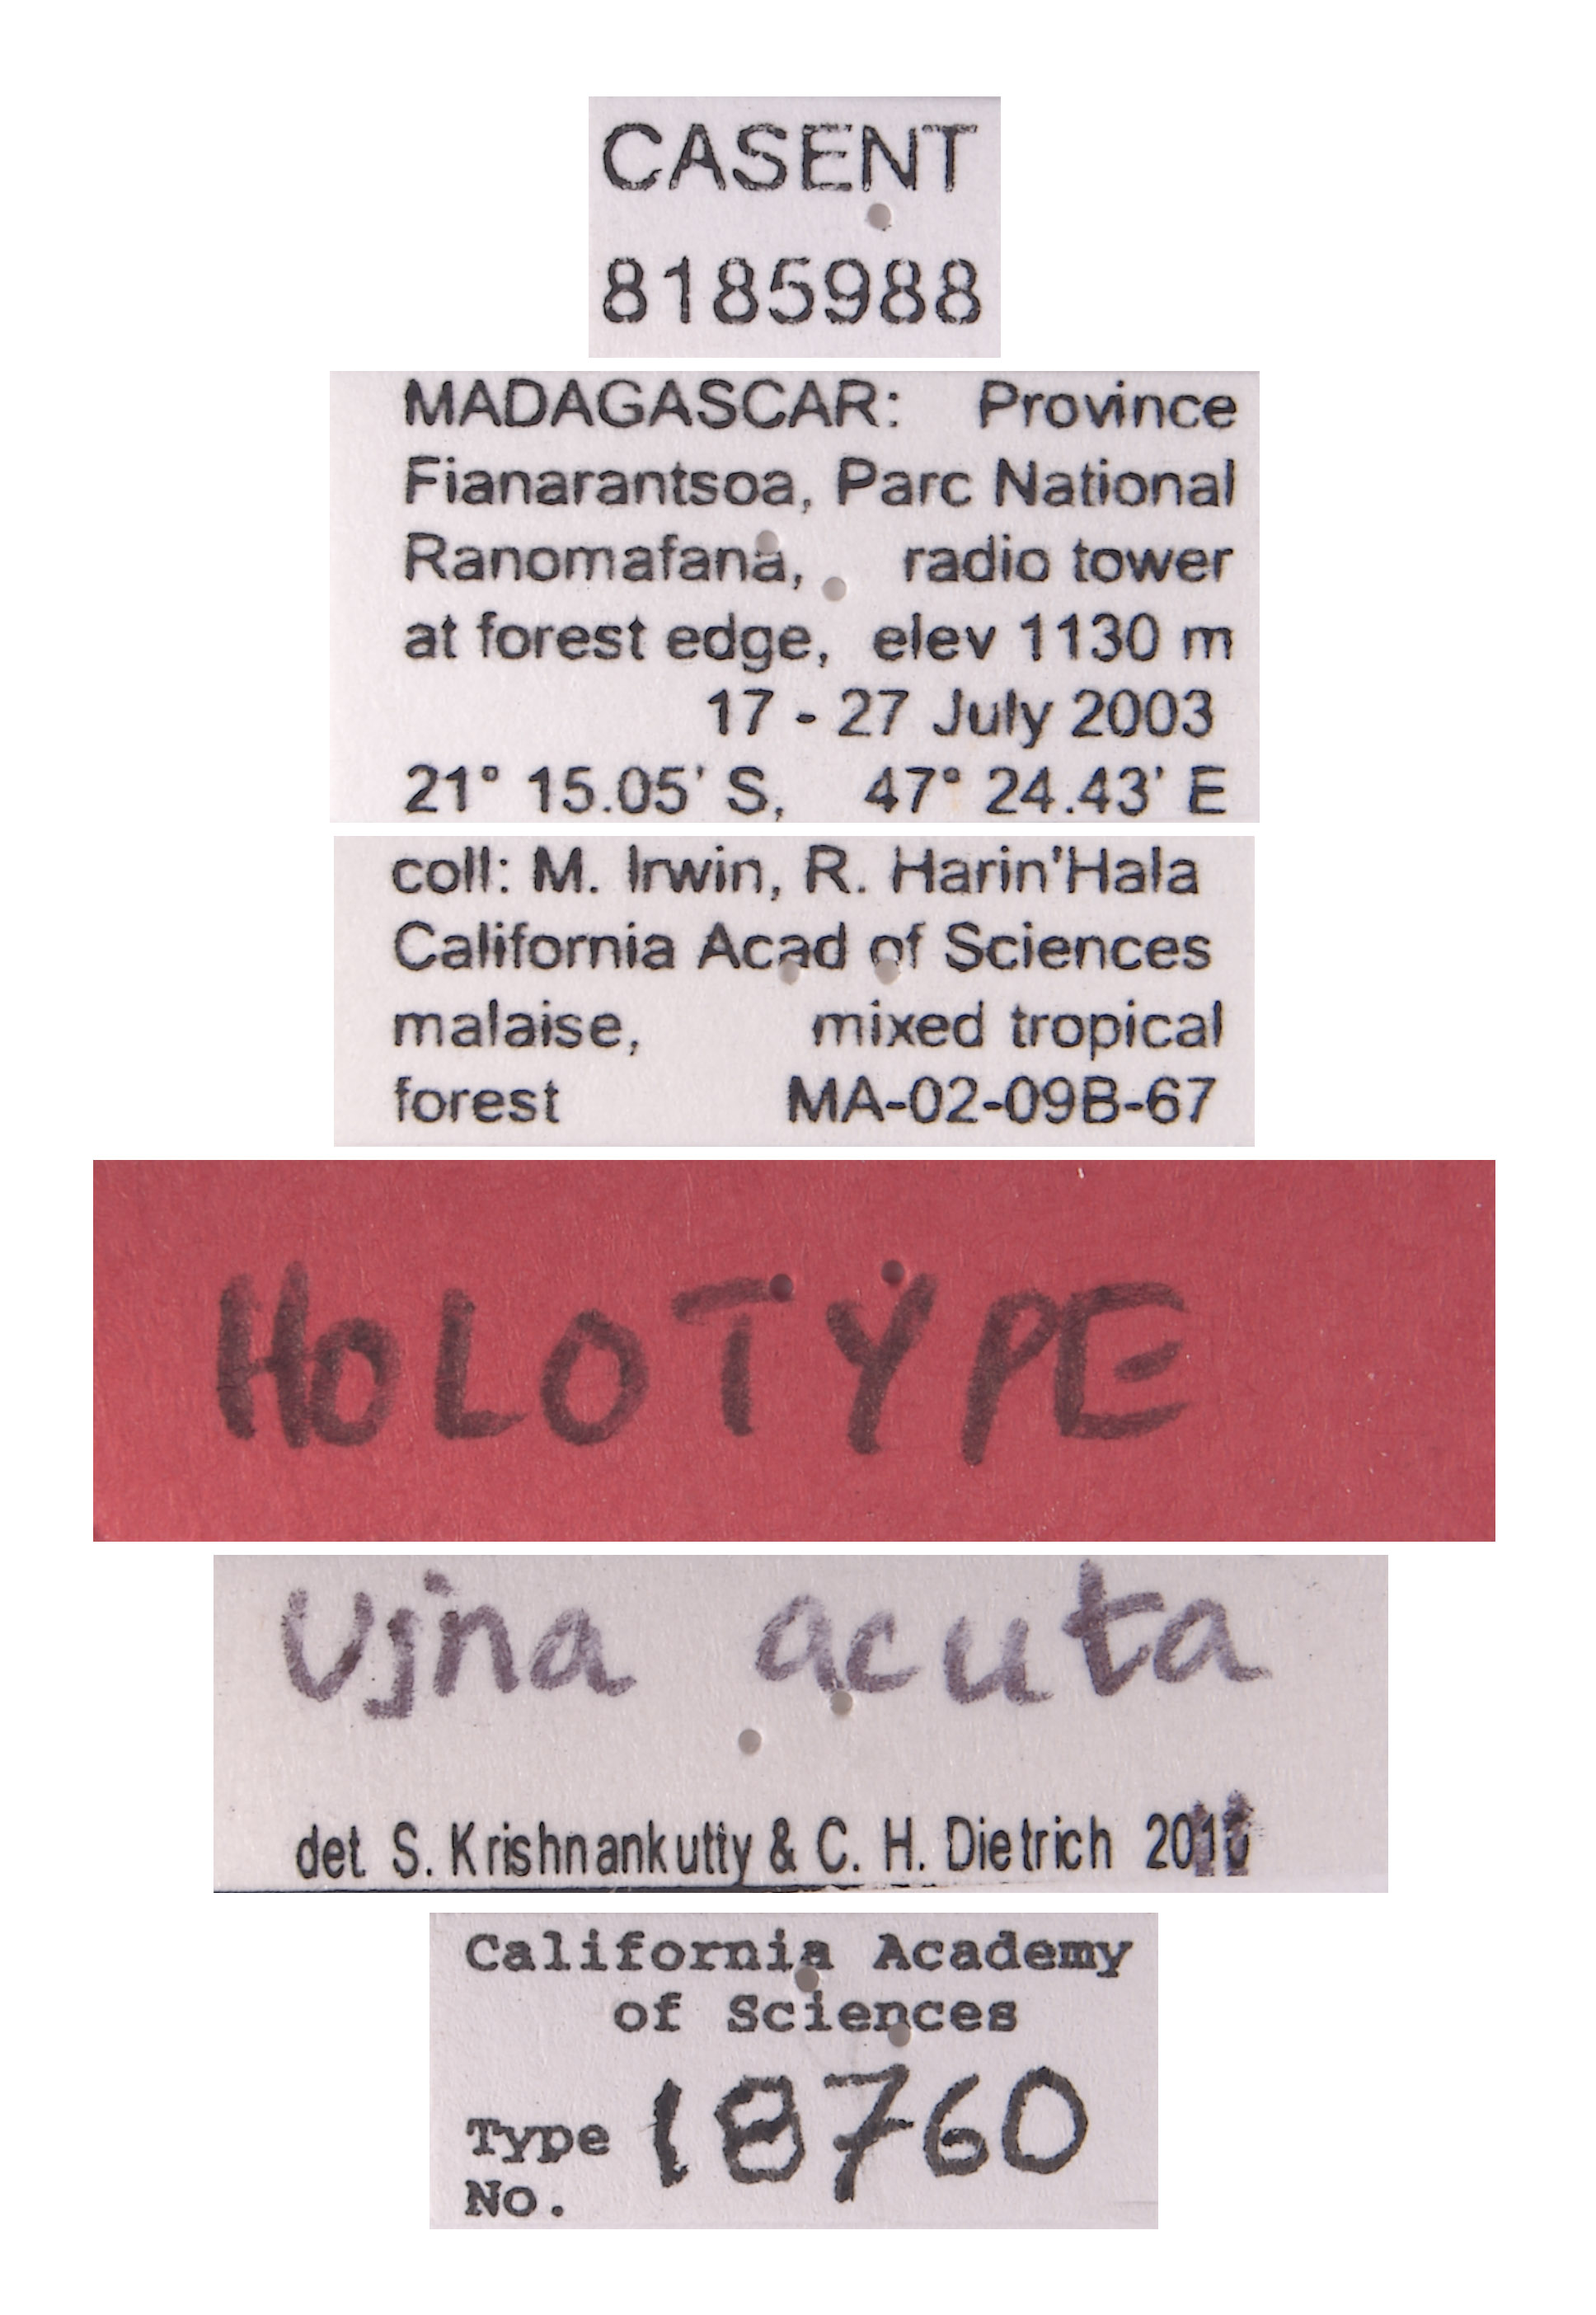 CASENT
8185988
MADAGASCAR: Province
Fianarantsoa, Parc National
Ranomafana, radio tower
at forest edge, elev 1130 m
17 - 27 July 2003
21° 15.05' S, 47° 24.43' E
coll: M. Irwin, R. Harin'Hala
California Acad of Sciences
malaise, mixed tropical
forest MA-02-09B-67
HOLOTYPE
Ujna acuta
det. S. Krishnankutty & C. H. Dietrich 2011
California Academy
of Sciences
Type 18760
No.